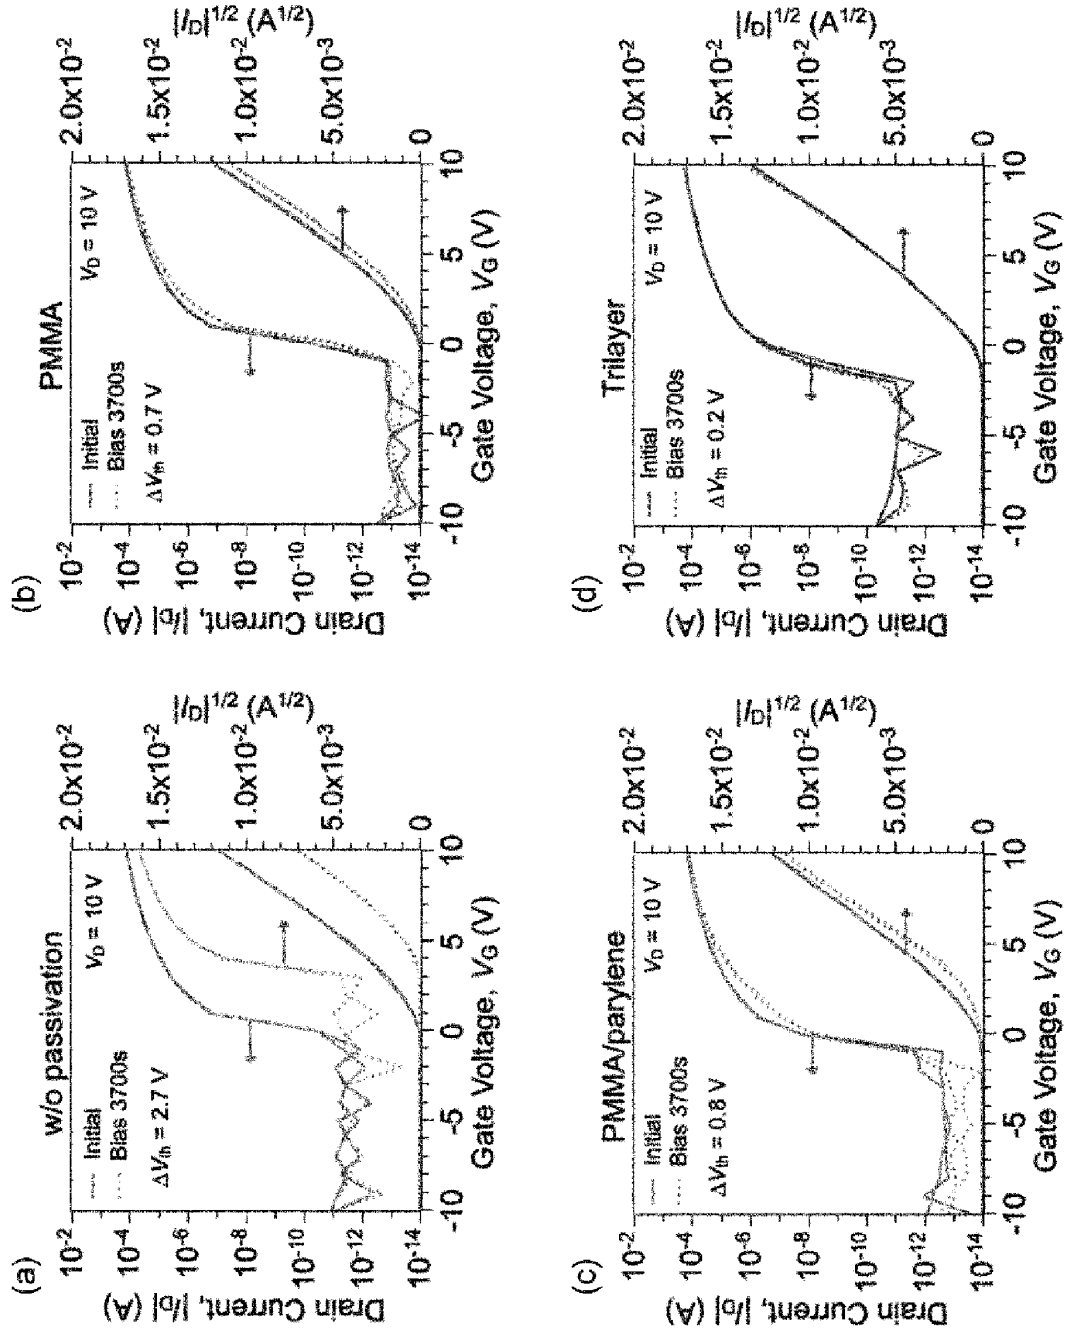 (a)
w/o passivation
Initial
Bias 3700s
ΔVth = 2.7 V
VD = 10 V
10-2
10-4
10-6
10-8
10-10
10-12
10-14
Drain Current, |ID| (A)
-10
-5
0
5
10
Gate Voltage, VG (V)
2.0x10-2
1.5x10-2
1.0x10-2
5.0x10-3
0
|ID|1/2 (A1/2)
(b)
PMMA
Initial
Bias 3700s
ΔVth = 0.7 V
VD = 10 V
10-2
10-4
10-6
10-8
10-10
10-12
10-14
Drain Current, |ID| (A)
-10
-5
0
5
10
Gate Voltage, VG (V)
2.0x10-2
1.5x10-2
1.0x10-2
5.0x10-3
0
|ID|1/2 (A1/2)
(c)
PMMA/parylene
Initial
Bias 3700s
ΔVth = 0.8 V
VD = 10 V
10-2
10-4
10-6
10-8
10-10
10-12
10-14
Drain Current, |ID| (A)
-10
-5
0
5
10
Gate Voltage, VG (V)
2.0x10-2
1.5x10-2
1.0x10-2
5.0x10-3
0
|ID|1/2 (A1/2)
(d)
Trilayer
Initial
Bias 3700s
ΔVth = 0.2 V
VD = 10 V
10-2
10-4
10-6
10-8
10-10
10-12
10-14
Drain Current, |ID| (A)
-10
-5
0
5
10
Gate Voltage, VG (V)
2.0x10-2
1.5x10-2
1.0x10-2
5.0x10-3
0
|ID|1/2 (A1/2)